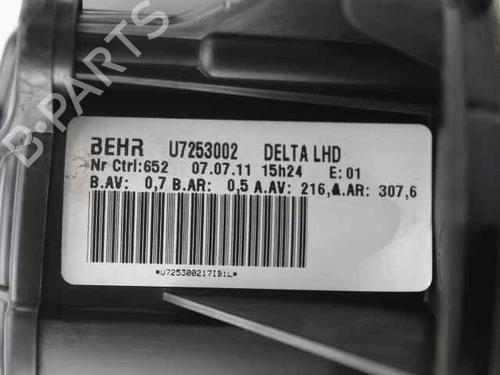 BEHR U7253002 DELTA LHD
Nr Ctrl:652 07.07.11 15h24 E:01
B.AV: 0,7 B.AR: 0,5 A.AV: 216,A.AR: 307,6
*U725300217IB1L*
B-PARTS